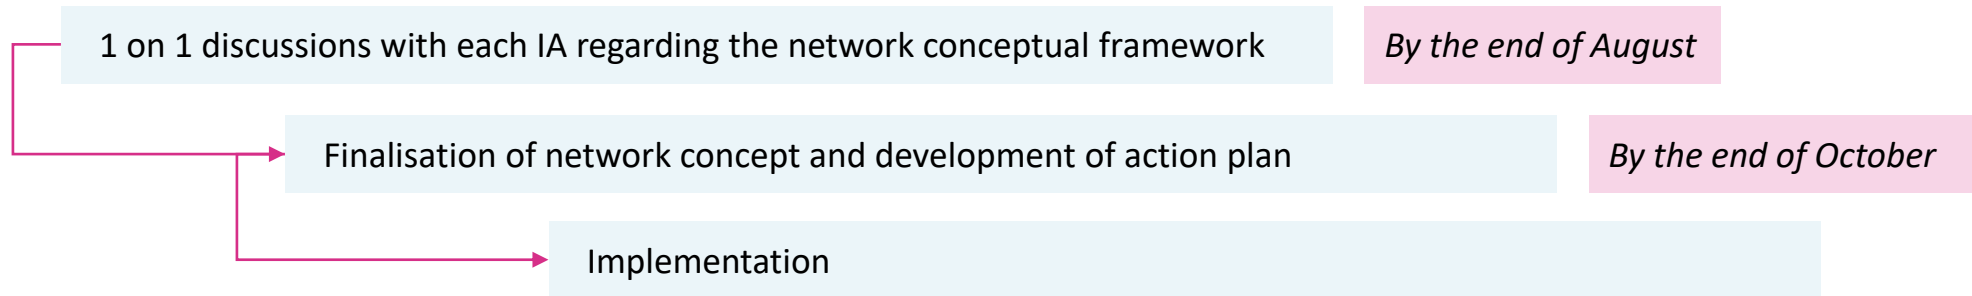 1 on 1 discussions with each IA regarding the network conceptual framework
By the end of August
Finalisation of network concept and development of action plan
By the end of October
Implementation